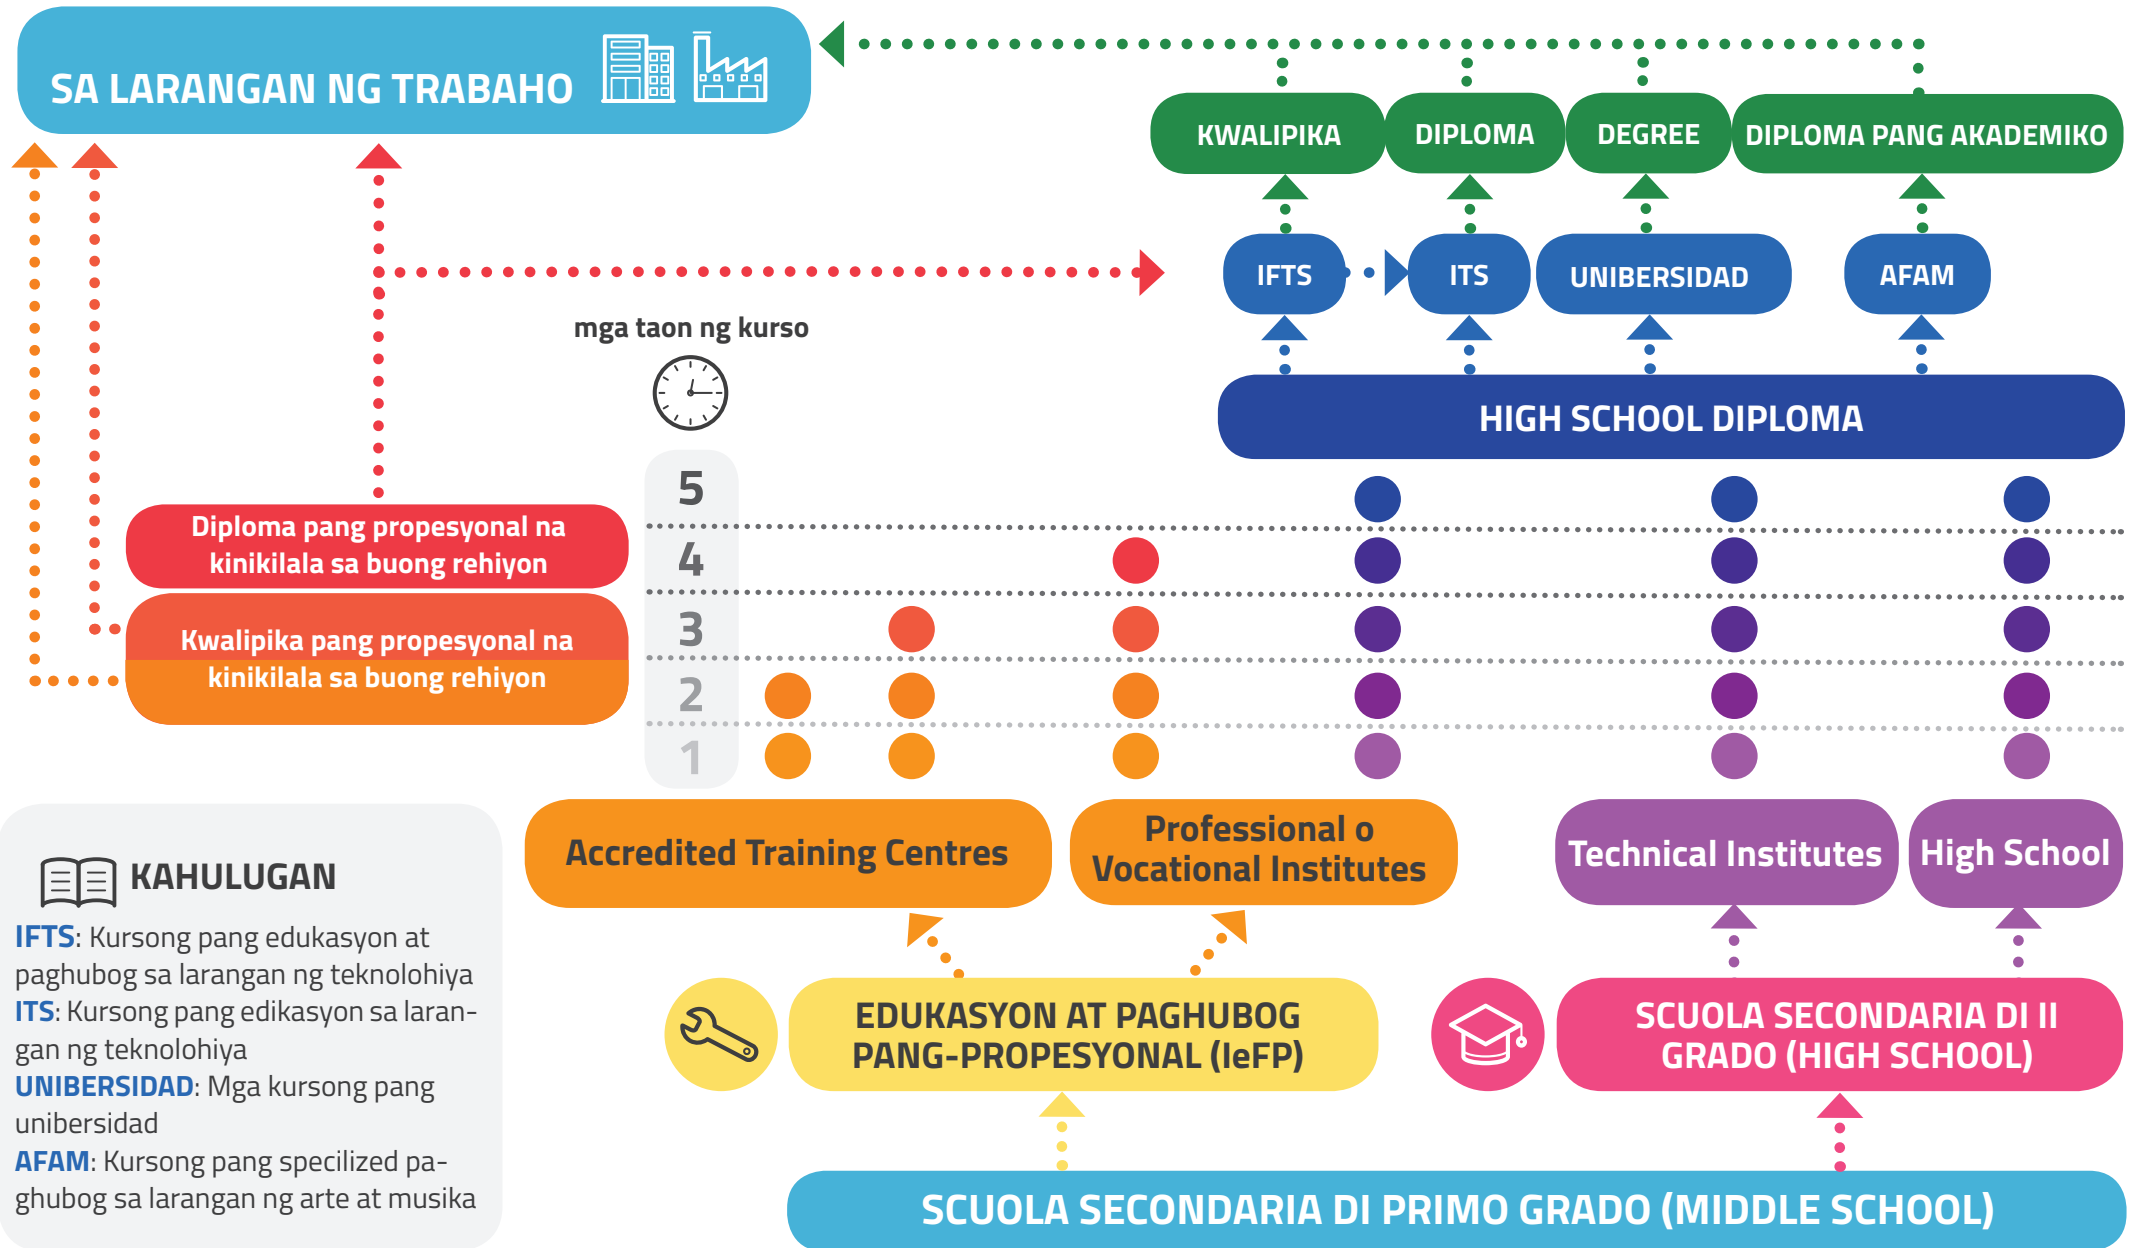 SA LARANGAN NG TRABAHO
KWALIPIKA
DIPLOMA
DEGREE
DIPLOMA PANG AKADEMIKO
IFTS
ITS
UNIBERSIDAD
AFAM
mga taon ng kurso
HIGH SCHOOL DIPLOMA
5
4
3
2
1
Diploma pang propesyonal na
kinikilala sa buong rehiyon
Kwalipika pang propesyonal na
kinikilala sa buong rehiyon
Accredited Training Centres
Professional o
Vocational Institutes
Technical Institutes
High School
EDUKASYON AT PAGHUBOG
PANG-PROPESYONAL (IeFP)
SCUOLA SECONDARIA DI II
GRADO (HIGH SCHOOL)
SCUOLA SECONDARIA DI PRIMO GRADO (MIDDLE SCHOOL)
KAHULUGAN
IFTS: Kursong pang edukasyon at
paghubog sa larangan ng teknolohiya
ITS: Kursong pang edikasyon sa laran-
gan ng teknolohiya
UNIBERSIDAD: Mga kursong pang
unibersidad
AFAM: Kursong pang specilized pa-
ghubog sa larangan ng arte at musika